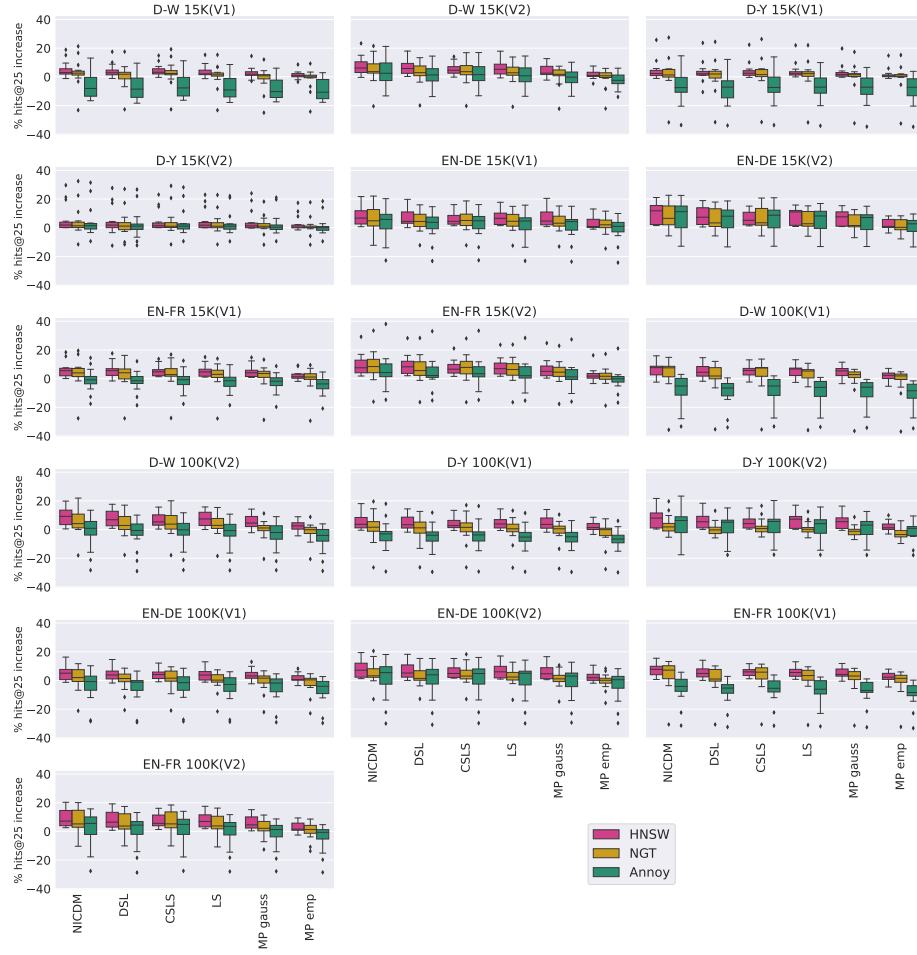 D-W 15K(V1) D-W 15K(V2) D-Y 15K(V1)
% hits@25 increase
40
20
0
−20
−40
D-Y 15K(V2) EN-DE 15K(V1) EN-DE 15K(V2)
% hits@25 increase
40
20
0
−20
−40
EN-FR 15K(V1) EN-FR 15K(V2) D-W 100K(V1)
% hits@25 increase
40
20
0
−20
−40
D-W 100K(V2) D-Y 100K(V1) D-Y 100K(V2)
% hits@25 increase
40
20
0
−20
−40
EN-DE 100K(V1) EN-DE 100K(V2) EN-FR 100K(V1)
% hits@25 increase
40
20
0
−20
−40
NICDM DSL CSLS LS MP gauss MP emp
NICDM DSL CSLS LS MP gauss MP emp
EN-FR 100K(V2)
% hits@25 increase
40
20
0
−20
−40
NICDM DSL CSLS LS MP gauss MP emp
HNSW
NGT
Annoy